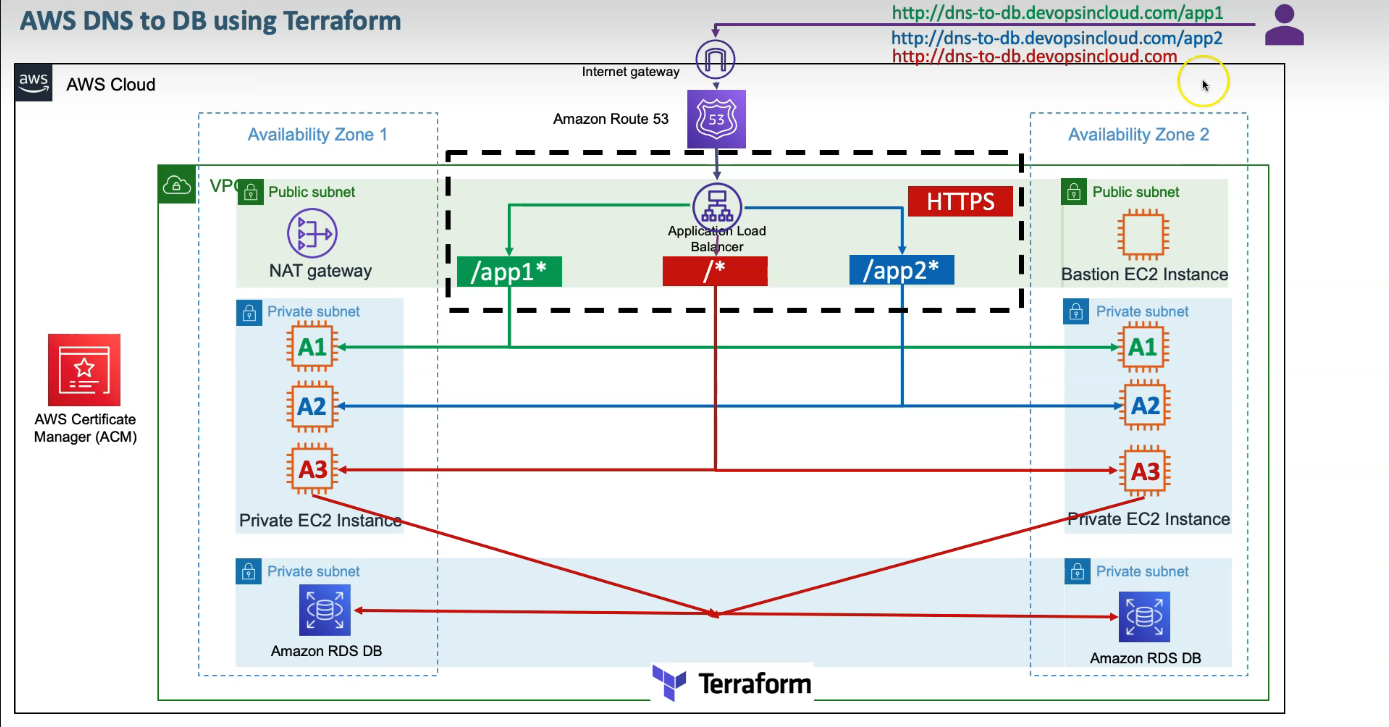 AWS DNS to DB using Terraform
http://dns-to-db.devopsincloud.com/app1
http://dns-to-db.devopsincloud.com/app2
http://dns-to-db.devopsincloud.com
Internet gateway
aws
AWS Cloud
Amazon Route 53
53
Availability Zone 1
Availability Zone 2
VPC
Public subnet
Public subnet
HTTPS
Application Load
Balancer
NAT gateway
/app1*
/*
/app2*
Bastion EC2 Instance
Private subnet
Private subnet
A1
A1
A2
A2
AWS Certificate
Manager (ACM)
A3
A3
Private EC2 Instance
Private EC2 Instance
Private subnet
Private subnet
Amazon RDS DB
Amazon RDS DB
Terraform